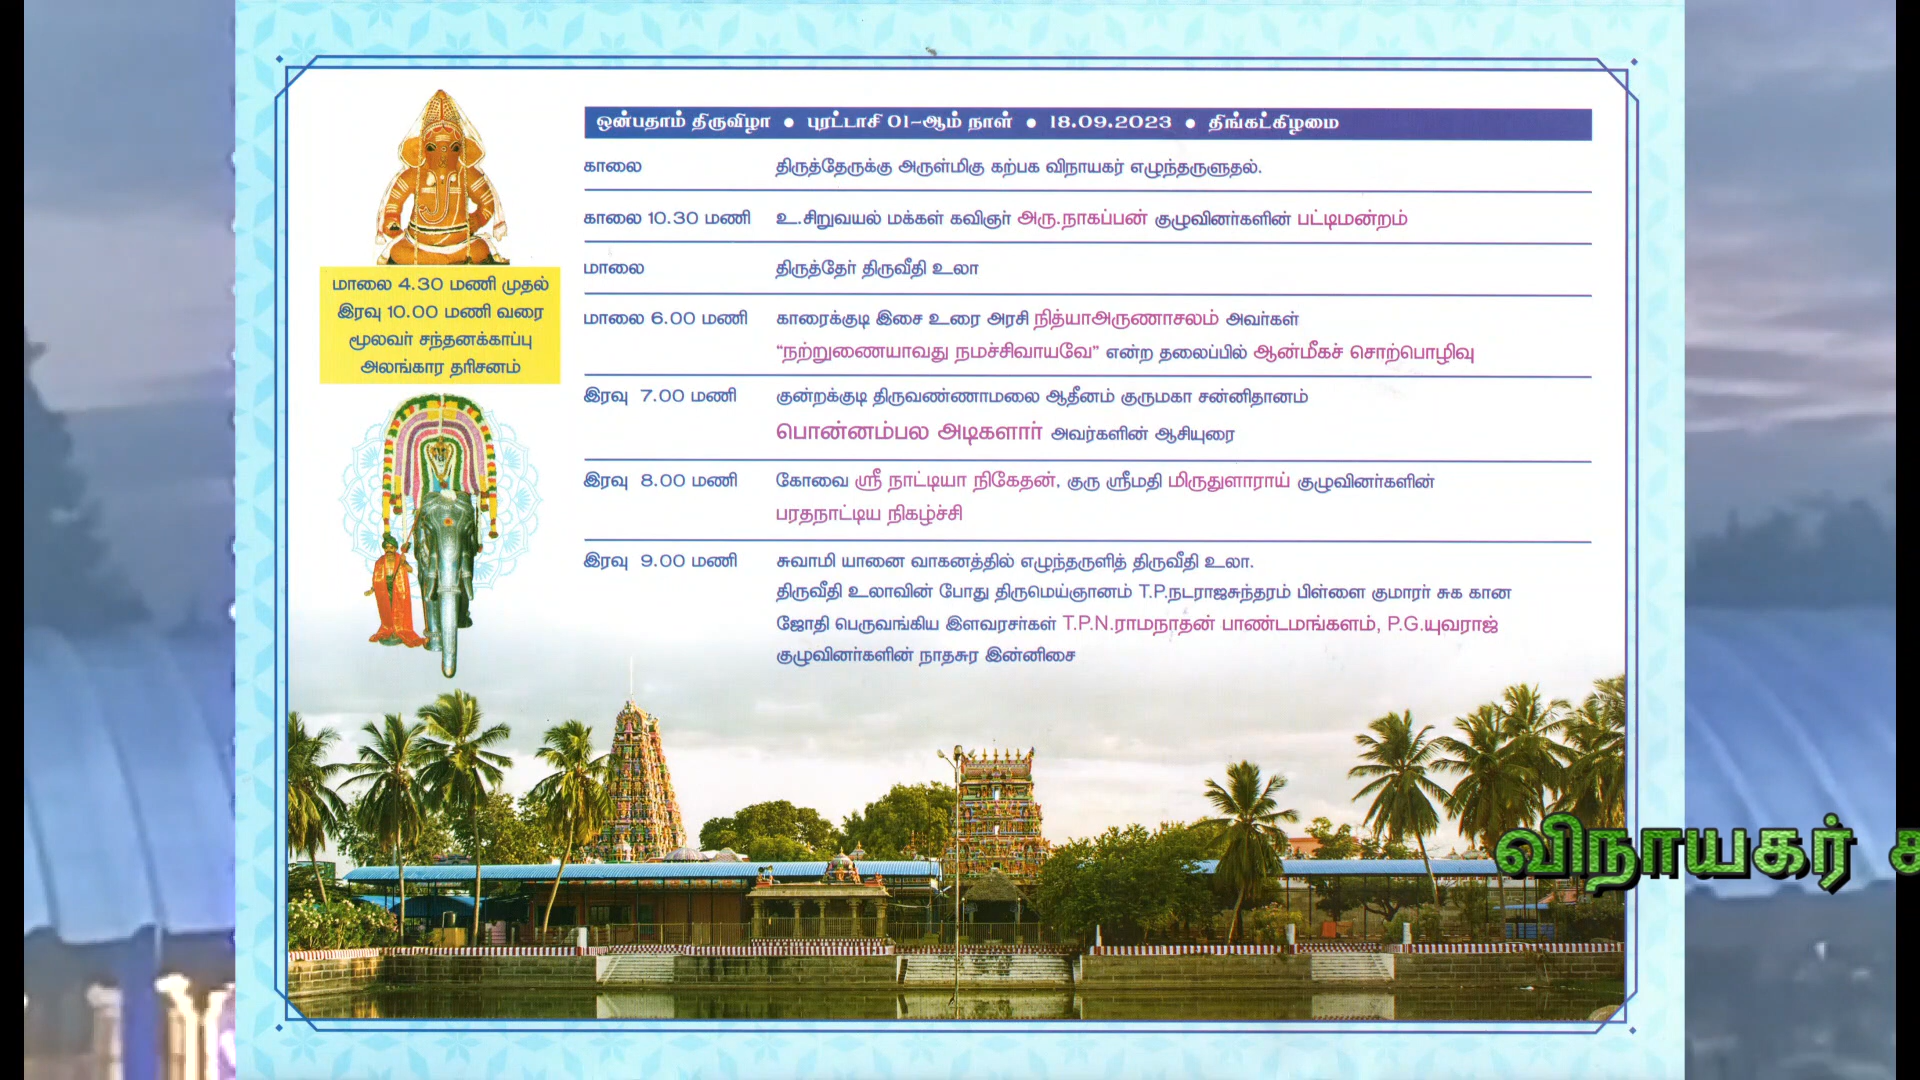 ஒன்பதாம் திருவிழா ● புரட்டாசி 01-ஆம் நாள் ● 18.09.2023 ● திங்கட்கிழமை
காலை திருத்தேருக்கு அருள்மிகு கற்பக விநாயகர் எழுந்தருளுதல்.
காலை 10.30 மணி உ.சிறுவயல் மக்கள் கவிஞர் அரு.நாகப்பன் குழுவினர்களின் பட்டிமன்றம்
மாலை திருத்தேர் திருவீதி உலா
மாலை 6.00 மணி காரைக்குடி இசை உரை அரசி நித்யாஅருணாசலம் அவர்கள்
“நற்றுணையாவது நமச்சிவாயவே” என்ற தலைப்பில் ஆன்மீகச் சொற்பொழிவு
இரவு 7.00 மணி குன்றக்குடி திருவண்ணாமலை ஆதீனம் குருமகா சன்னிதானம்
பொன்னம்பல அடிகளார் அவர்களின் ஆசியுரை
இரவு 8.00 மணி கோவை ஸ்ரீ நாட்டியா நிகேதன், குரு ஸ்ரீமதி மிருதுளாராய் குழுவினர்களின்
பரதநாட்டிய நிகழ்ச்சி
இரவு 9.00 மணி சுவாமி யானை வாகனத்தில் எழுந்தருளித் திருவீதி உலா.
திருவீதி உலாவின் போது திருமெய்ஞானம் T.P.நடராஜசுந்தரம் பிள்ளை குமாரர் சுக கான
ஜோதி பெருவங்கிய இளவரசர்கள் T.P.N.ராமநாதன் பாண்டமங்களம், P.G.யுவராஜ்
குழுவினர்களின் நாதசுர இன்னிசை
மாலை 4.30 மணி முதல்
இரவு 10.00 மணி வரை
மூலவர் சந்தனக்காப்பு
அலங்கார தரிசனம்
விநாயகர்